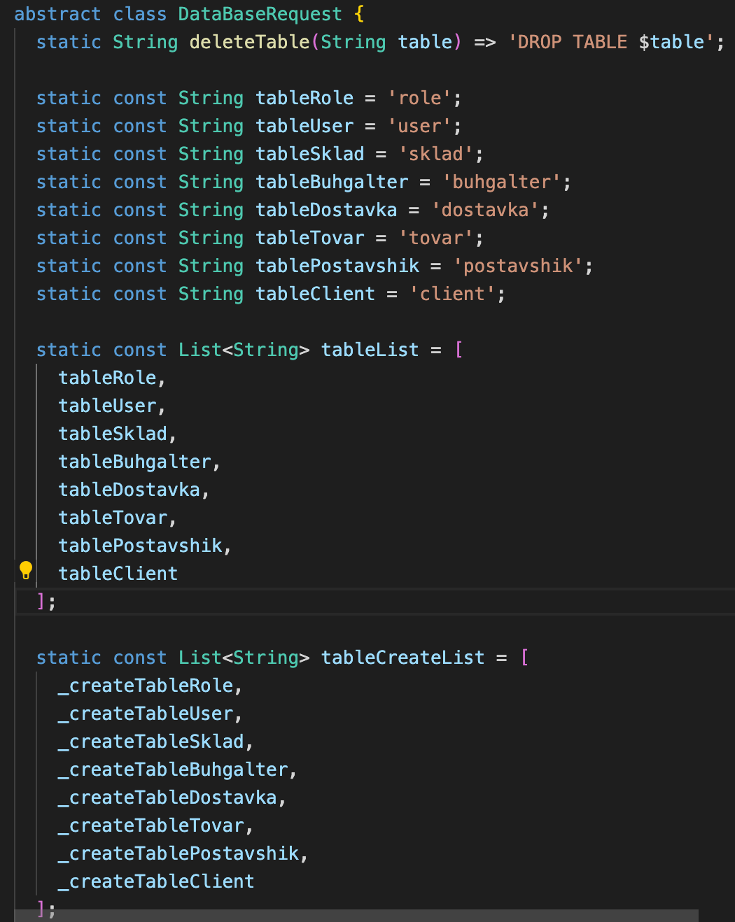 abstract class DataBaseRequest {
  static String deleteTable(String table) => 'DROP TABLE $table';

  static const String tableRole = 'role';
  static const String tableUser = 'user';
  static const String tableSklad = 'sklad';
  static const String tableBuhgalter = 'buhgalter';
  static const String tableDostavka = 'dostavka';
  static const String tableTovar = 'tovar';
  static const String tablePostavshik = 'postavshik';
  static const String tableClient = 'client';

  static const List<String> tableList = [
    tableRole,
    tableUser,
    tableSklad,
    tableBuhgalter,
    tableDostavka,
    tableTovar,
    tablePostavshik,
    tableClient
  ];

  static const List<String> tableCreateList = [
    _createTableRole,
    _createTableUser,
    _createTableSklad,
    _createTableBuhgalter,
    _createTableDostavka,
    _createTableTovar,
    _createTablePostavshik,
    _createTableClient
  ];